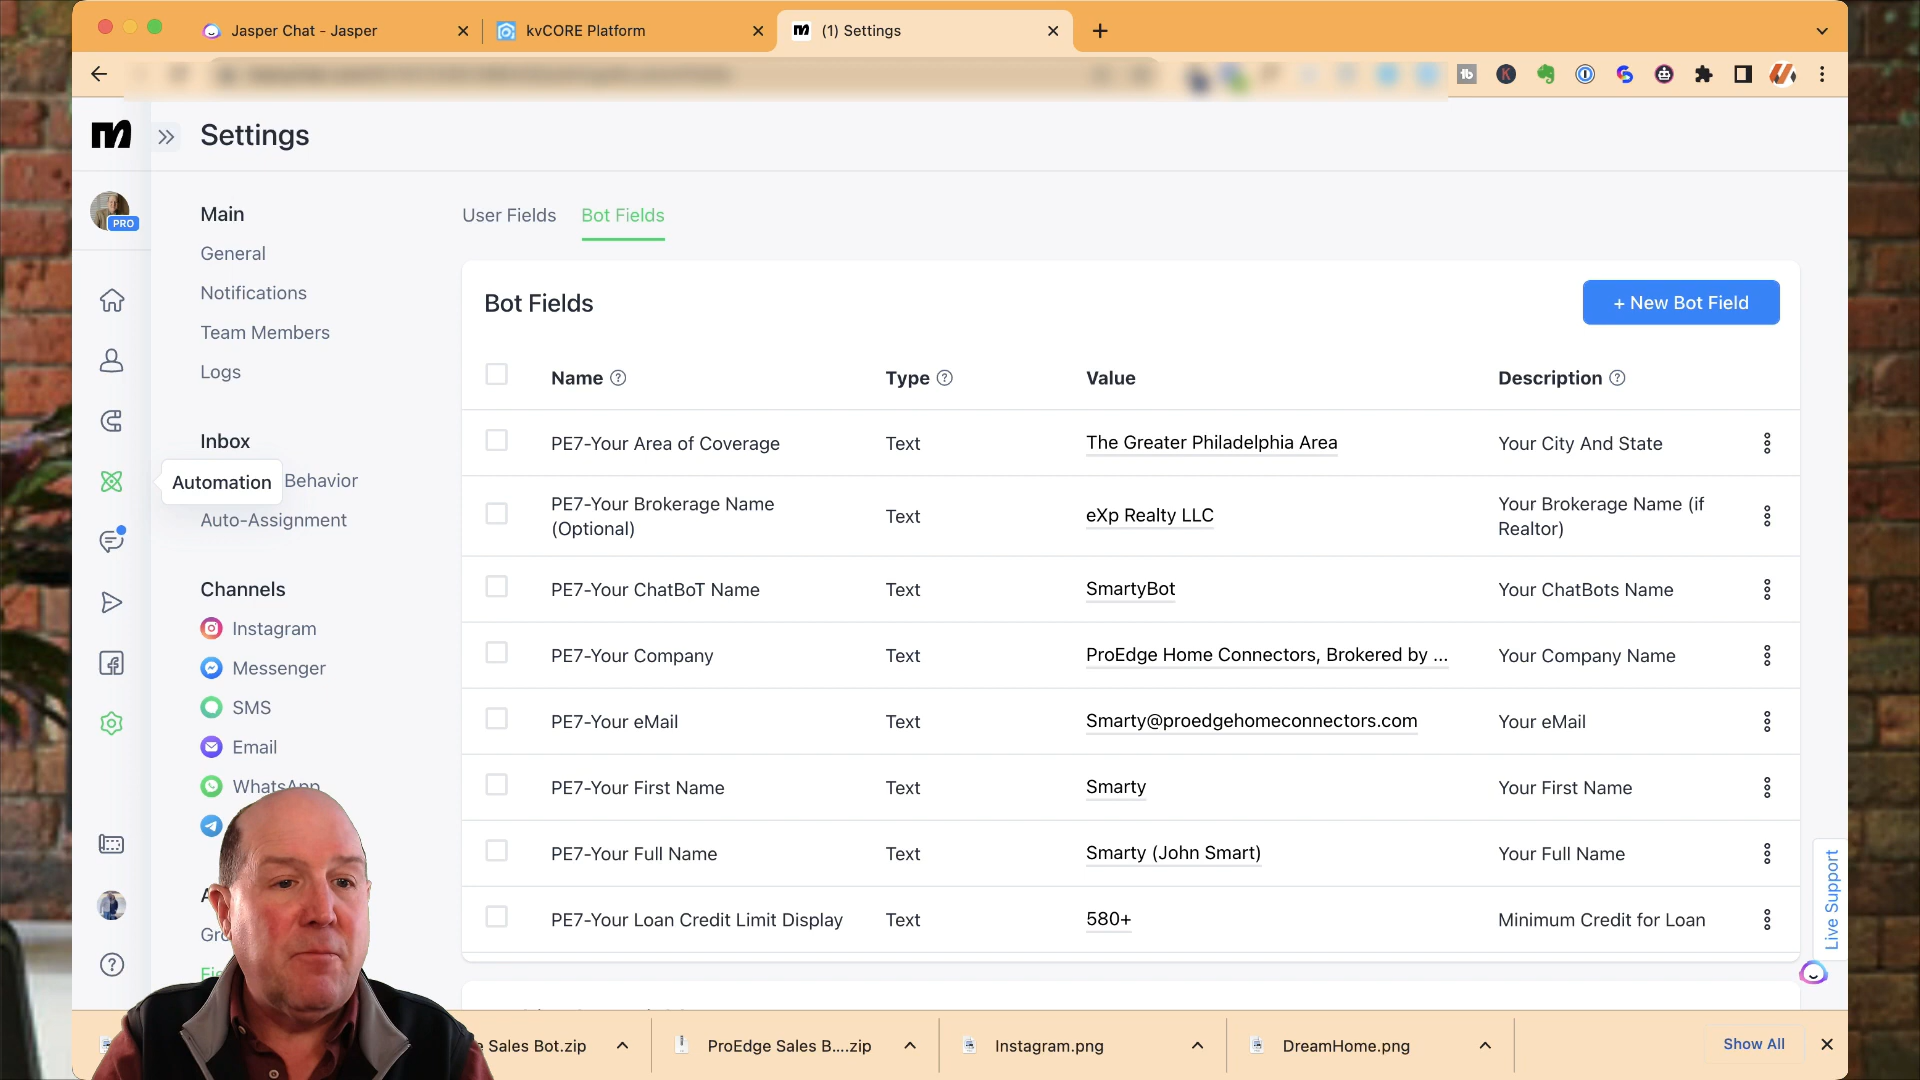 Jasper Chat - Jasper
kvCORE Platform
(1) Settings
Settings
PRO
Main
General
Notifications
Team Members
Logs
Inbox
Automation
Behavior
Auto-Assignment
Channels
Instagram
Messenger
SMS
Email
WhatsApp
User Fields
Bot Fields
Bot Fields
+ New Bot Field
Name
Type
Value
Description
PE7-Your Area of Coverage
Text
The Greater Philadelphia Area
Your City And State
PE7-Your Brokerage Name
(Optional)
Text
eXp Realty LLC
Your Brokerage Name (if
Realtor)
PE7-Your ChatBoT Name
Text
SmartyBot
Your ChatBots Name
PE7-Your Company
Text
ProEdge Home Connectors, Brokered by ...
Your Company Name
PE7-Your eMail
Text
Smarty@proedgehomeconnectors.com
Your eMail
PE7-Your First Name
Text
Smarty
Your First Name
PE7-Your Full Name
Text
Smarty (John Smart)
Your Full Name
PE7-Your Loan Credit Limit Display
Text
580+
Minimum Credit for Loan
Live Support
Sales Bot.zip
ProEdge Sales B....zip
Instagram.png
DreamHome.png
Show All